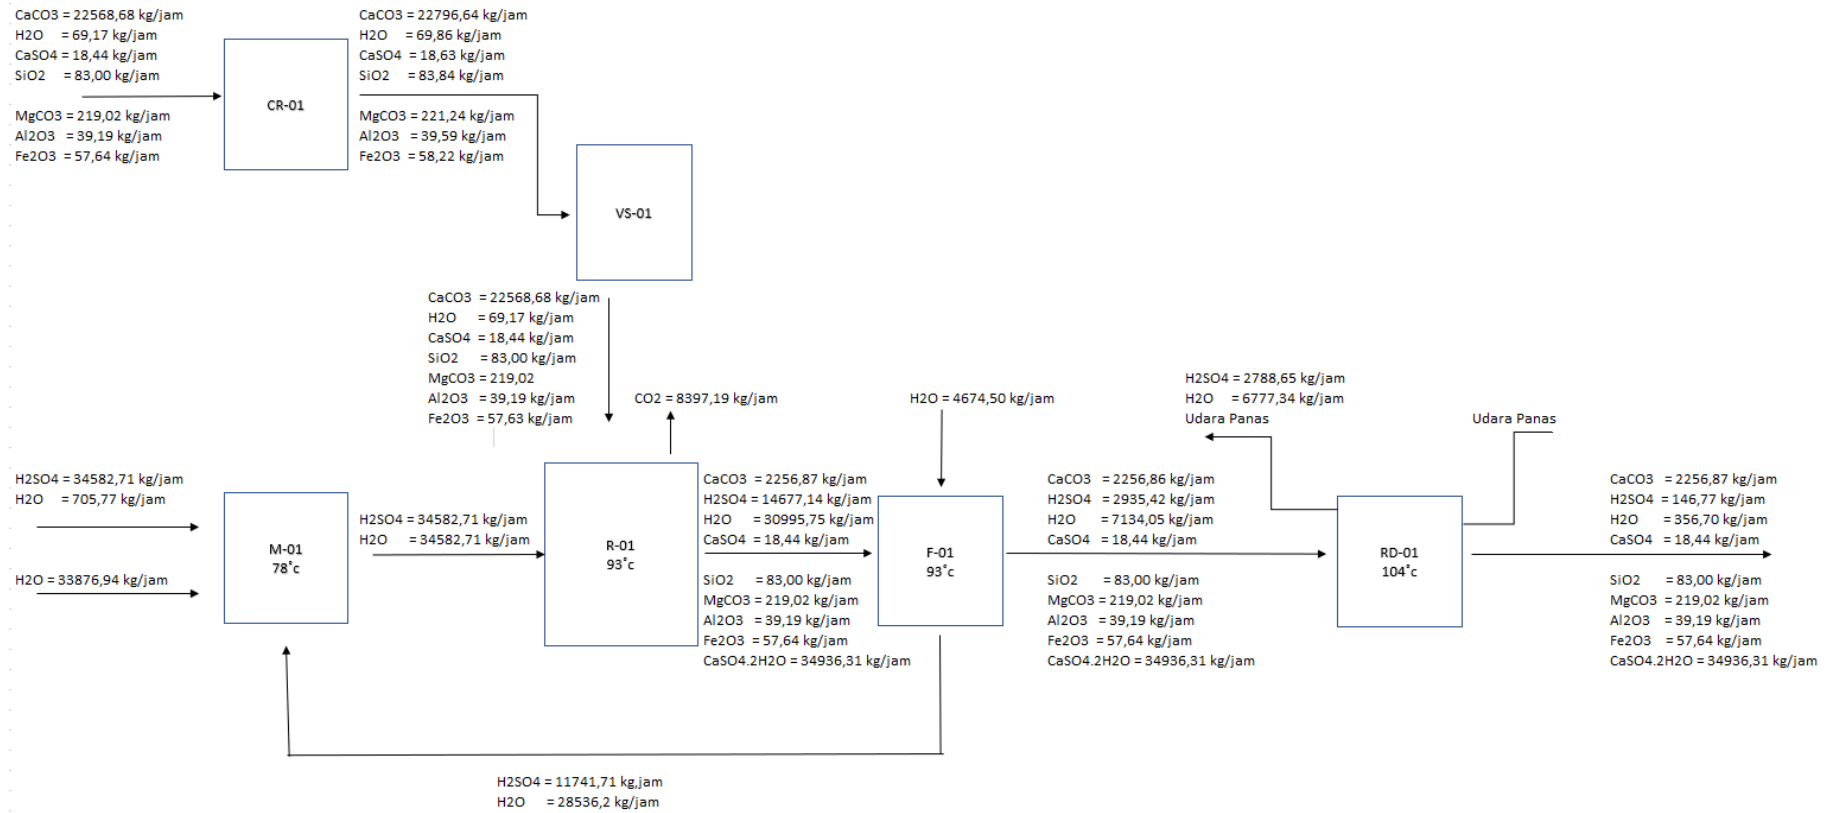 CaCO3 = 22568,68 kg/jam
H2O = 69,17 kg/jam
CaSO4 = 18,44 kg/jam
SiO2 = 83,00 kg/jam
MgCO3 = 219,02 kg/jam
Al2O3 = 39,19 kg/jam
Fe2O3 = 57,64 kg/jam
CR-01
CaCO3 = 22796,64 kg/jam
H2O = 69,86 kg/jam
CaSO4 = 18,63 kg/jam
SiO2 = 83,84 kg/jam
MgCO3 = 221,24 kg/jam
Al2O3 = 39,59 kg/jam
Fe2O3 = 58,22 kg/jam
VS-01
CaCO3 = 22568,68 kg/jam
H2O = 69,17 kg/jam
CaSO4 = 18,44 kg/jam
SiO2 = 83,00 kg/jam
MgCO3 = 219,02
Al2O3 = 39,19 kg/jam
Fe2O3 = 57,63 kg/jam
CO2 = 8397,19 kg/jam
H2O = 4674,50 kg/jam
H2SO4 = 2788,65 kg/jam
H2O = 6777,34 kg/jam
Udara Panas
Udara Panas
H2SO4 = 34582,71 kg/jam
H2O = 705,77 kg/jam
H2O = 33876,94 kg/jam
M-01
78°c
H2SO4 = 34582,71 kg/jam
H2O = 34582,71 kg/jam
R-01
93°c
CaCO3 = 2256,87 kg/jam
H2SO4 = 14677,14 kg/jam
H2O = 30995,75 kg/jam
CaSO4 = 18,44 kg/jam
SiO2 = 83,00 kg/jam
MgCO3 = 219,02 kg/jam
Al2O3 = 39,19 kg/jam
Fe2O3 = 57,64 kg/jam
CaSO4.2H2O = 34936,31 kg/jam
F-01
93°c
CaCO3 = 2256,86 kg/jam
H2SO4 = 2935,42 kg/jam
H2O = 7134,05 kg/jam
CaSO4 = 18,44 kg/jam
SiO2 = 83,00 kg/jam
MgCO3 = 219,02 kg/jam
Al2O3 = 39,19 kg/jam
Fe2O3 = 57,64 kg/jam
CaSO4.2H2O = 34936,31 kg/jam
RD-01
104°c
CaCO3 = 2256,87 kg/jam
H2SO4 = 146,77 kg/jam
H2O = 356,70 kg/jam
CaSO4 = 18,44 kg/jam
SiO2 = 83,00 kg/jam
MgCO3 = 219,02 kg/jam
Al2O3 = 39,19 kg/jam
Fe2O3 = 57,64 kg/jam
CaSO4.2H2O = 34936,31 kg/jam
H2SO4 = 11741,71 kg,jam
H2O = 28536,2 kg/jam